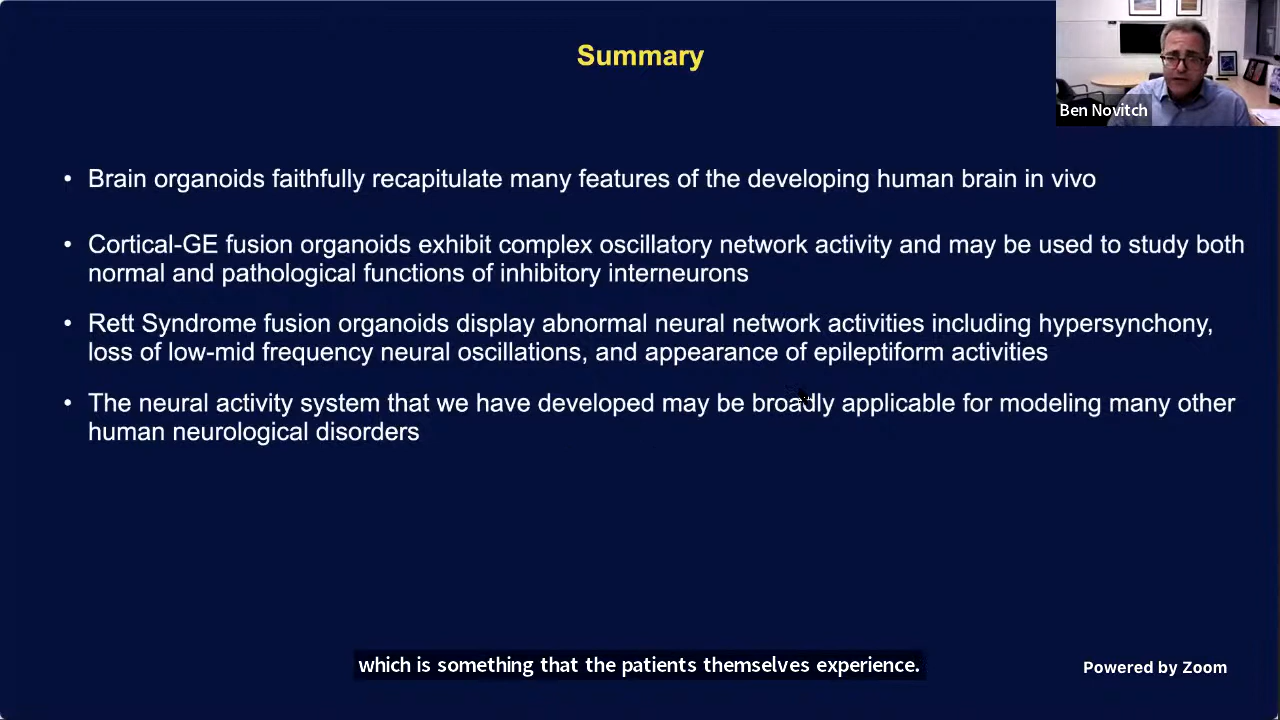 Summary
Ben Novitch
• Brain organoids faithfully recapitulate many features of the developing human brain in vivo
• Cortical-GE fusion organoids exhibit complex oscillatory network activity and may be used to study both
normal and pathological functions of inhibitory interneurons
• Rett Syndrome fusion organoids display abnormal neural network activities including hypersynchony,
loss of low-mid frequency neural oscillations, and appearance of epileptiform activities
• The neural activity system that we have developed may be broadly applicable for modeling many other
human neurological disorders
which is something that the patients themselves experience.
Powered by Zoom